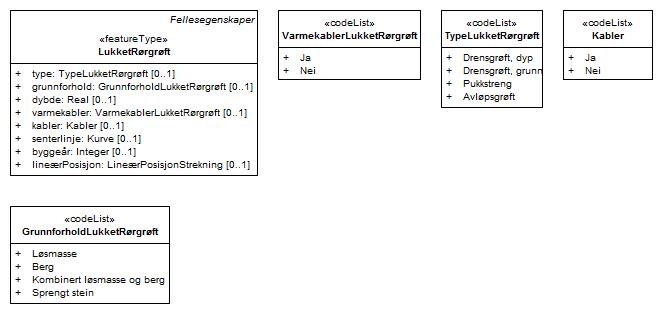 Fellesegenskaper
«featureType»
LukketRørgrøft
+ type: TypeLukketRørgrøft [0..1]
+ grunnforhold: GrunnforholdLukketRørgrøft [0..1]
+ dybde: Real [0..1]
+ varmekabler: VarmekablerLukketRørgrøft [0..1]
+ kabler: Kabler [0..1]
+ senterlinje: Kurve [0..1]
+ byggeår: Integer [0..1]
+ lineærPosisjon: LineærPosisjonStrekning [0..1]
«codeList»
VarmekablerLukketRørgrøft
+ Ja
+ Nei
«codeList»
TypeLukketRørgrøft
+ Drensgrøft, dyp
+ Drensgrøft, grunn
+ Pukkstreng
+ Avløpsgrøft
«codeList»
Kabler
+ Ja
+ Nei
«codeList»
GrunnforholdLukketRørgrøft
+ Løsmasse
+ Berg
+ Kombinert løsmasse og berg
+ Sprengt stein